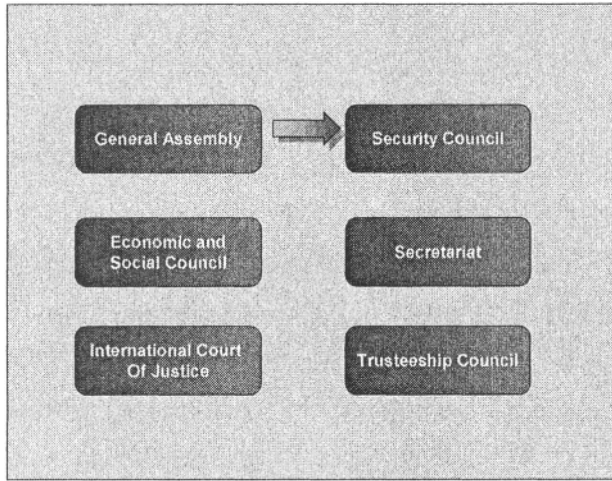 General Assembly
Security Council
Economic and
Social Council
Secretariat
International Court
Of Justice
Trusteeship Council